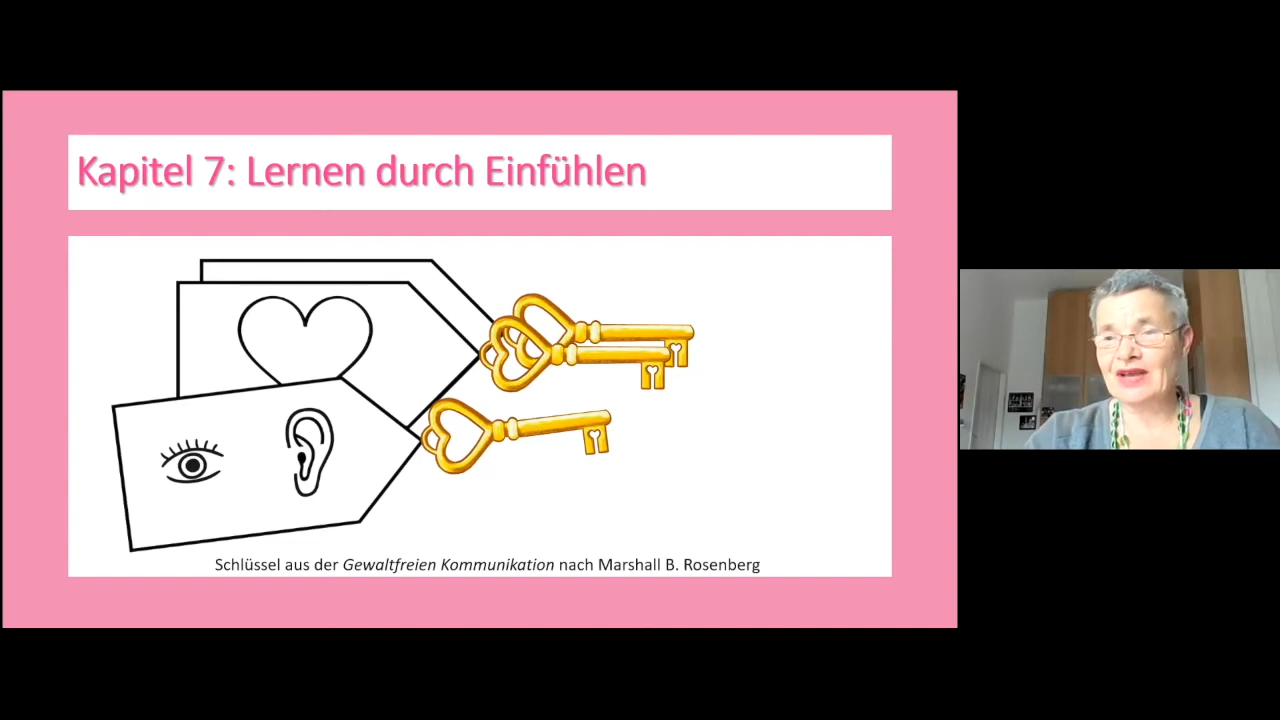 Kapitel 7: Lernen durch Einfühlen
Schlüssel aus der Gewaltfreien Kommunikation nach Marshall B. Rosenberg